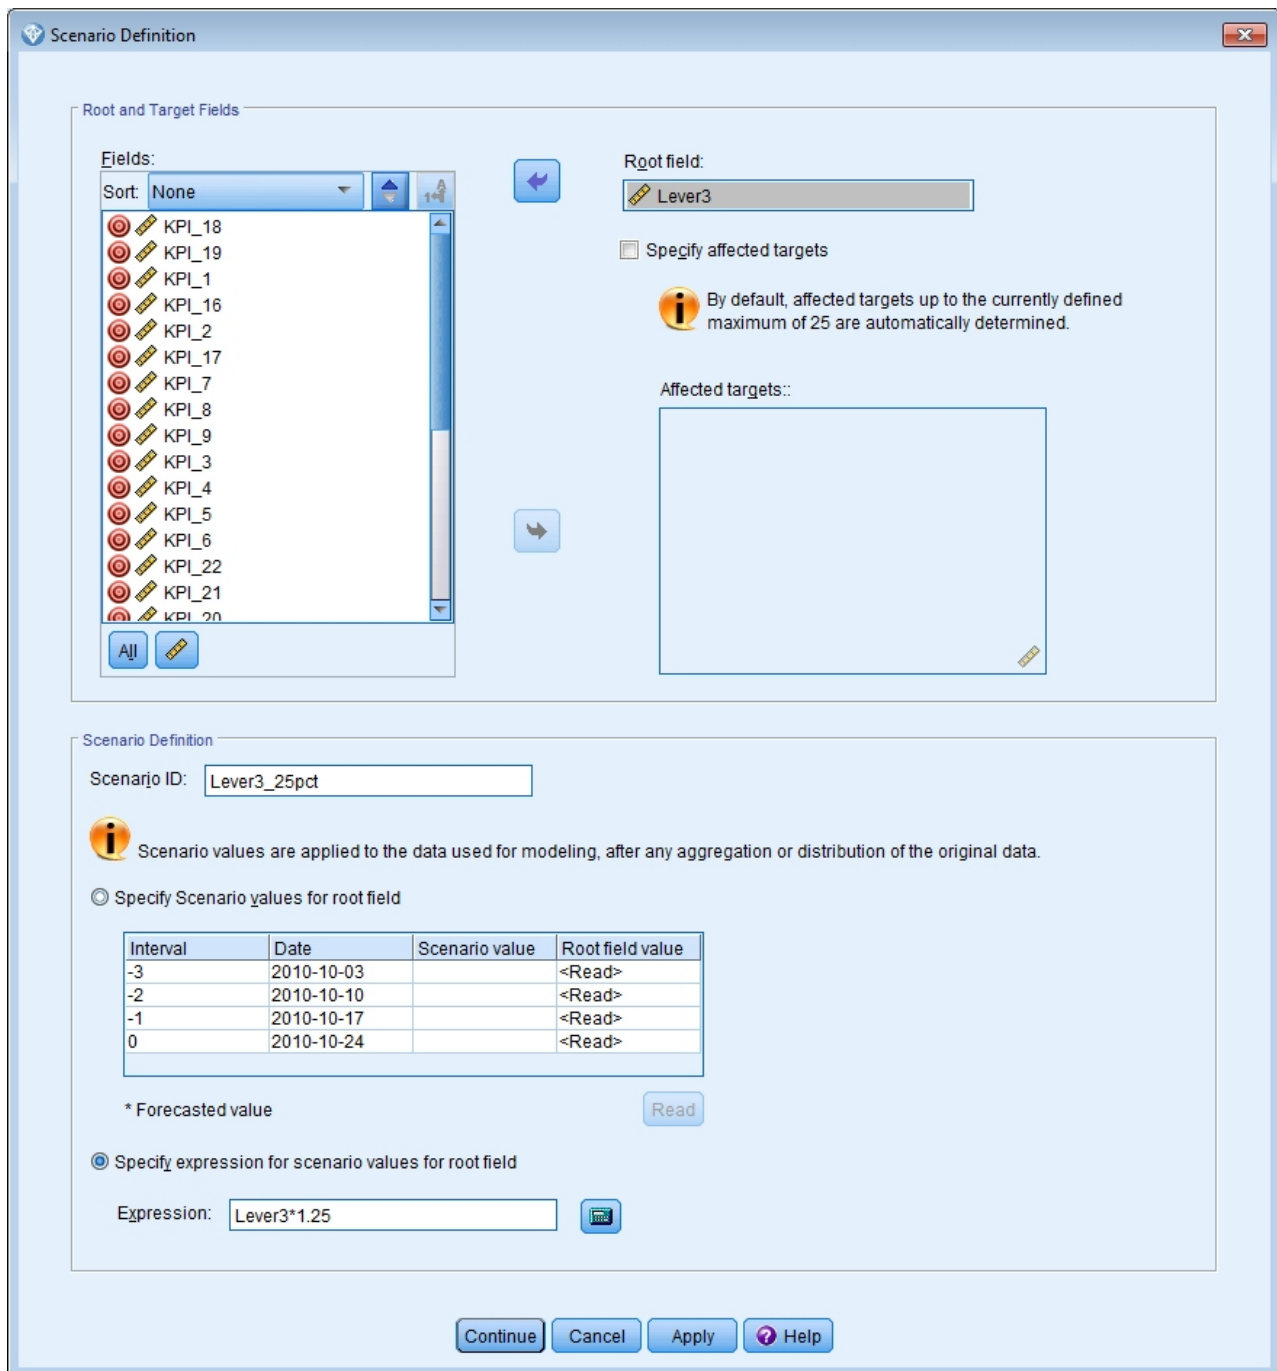 Scenario Definition
Root and Target Fields
Fields:
Sort: None
KPI_18
KPI_19
KPI_1
KPI_16
KPI_2
KPI_17
KPI_7
KPI_8
KPI_9
KPI_3
KPI_4
KPI_5
KPI_6
KPI_22
KPI_21
KPI_20
All
Root field:
Lever3
Specify affected targets
By default, affected targets up to the currently defined
maximum of 25 are automatically determined.
Affected targets::
Scenario Definition
Scenario ID: Lever3_25pct
Scenario values are applied to the data used for modeling, after any aggregation or distribution of the original data.
Specify Scenario values for root field
Interval Date Scenario value Root field value
-3 2010-10-03 <Read>
-2 2010-10-10 <Read>
-1 2010-10-17 <Read>
0 2010-10-24 <Read>
* Forecasted value Read
Specify expression for scenario values for root field
Expression: Lever3*1.25
Continue Cancel Apply Help